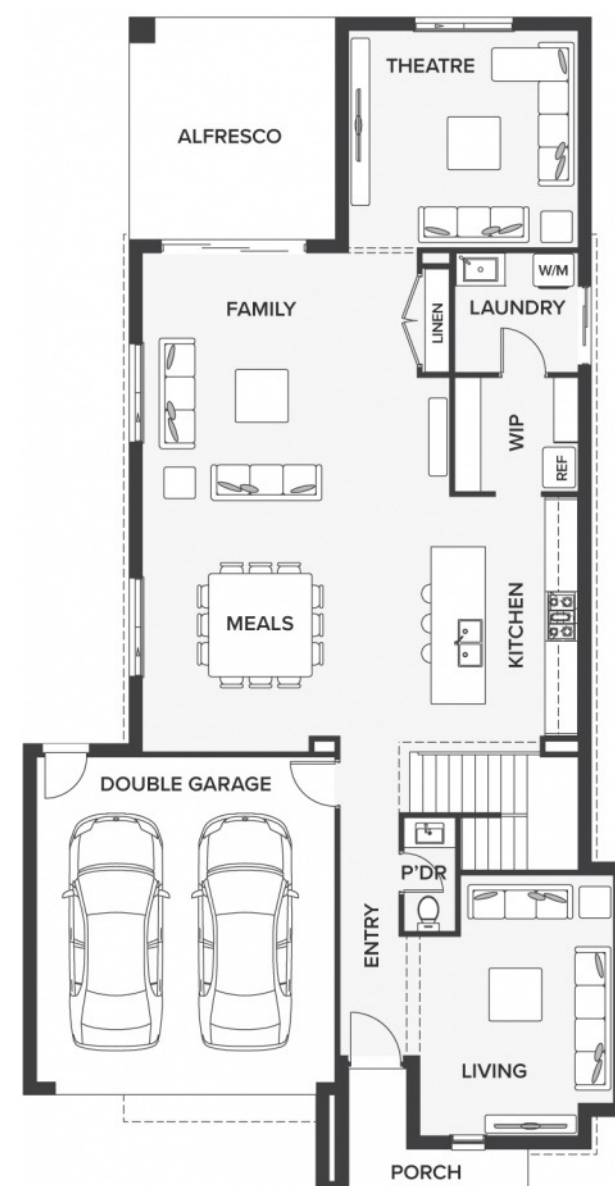 THEATRE
ALFRESCO
W/M
FAMILY
LINEN
LAUNDRY
WIP
REF
KITCHEN
MEALS
DOUBLE GARAGE
P'DR
ENTRY
LIVING
PORCH